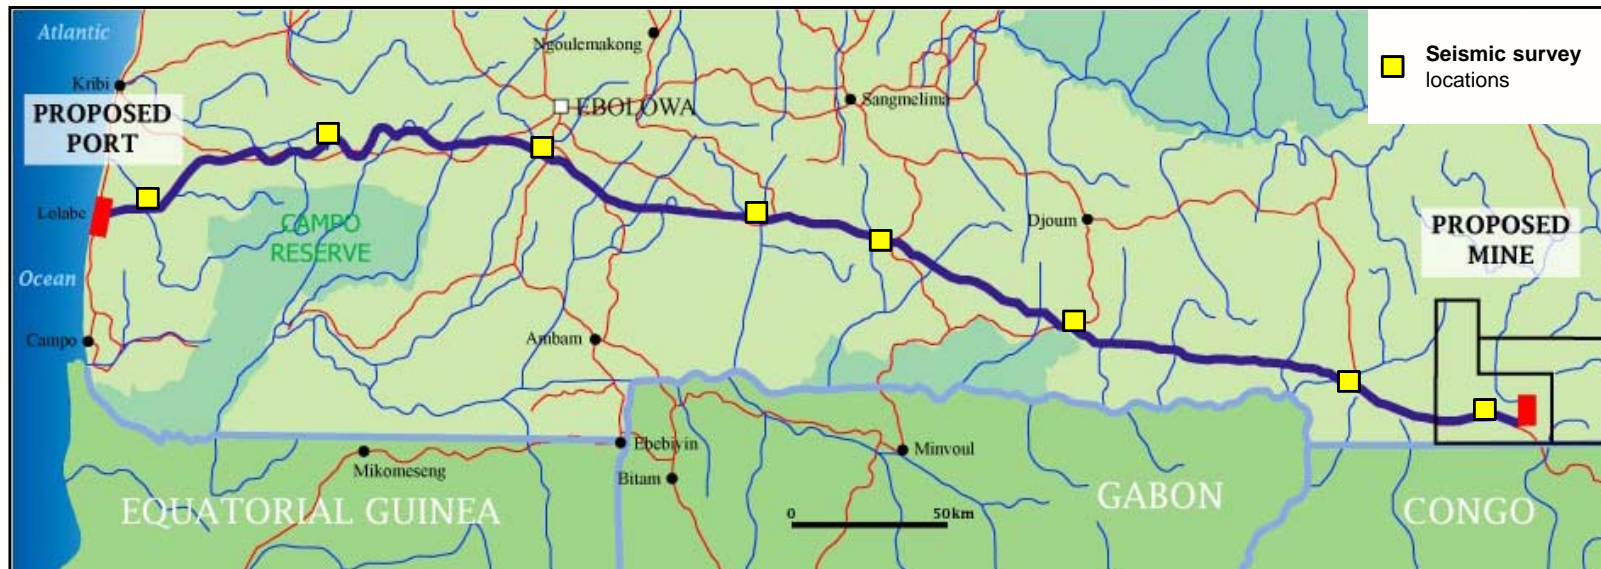 Atlantic
Ngoulemakong
Seismic survey
locations
Kribi
Sangmelima
EBOLOWA
PROPOSED
PORT
Lolabe
CAMPO
RESERVE
Djoum
PROPOSED
MINE
Ocean
Campo
Ambam
Ebebiyin
Minvoul
Mikomeseng
Bitam
EQUATORIAL GUINEA
GABON
CONGO
0 50km